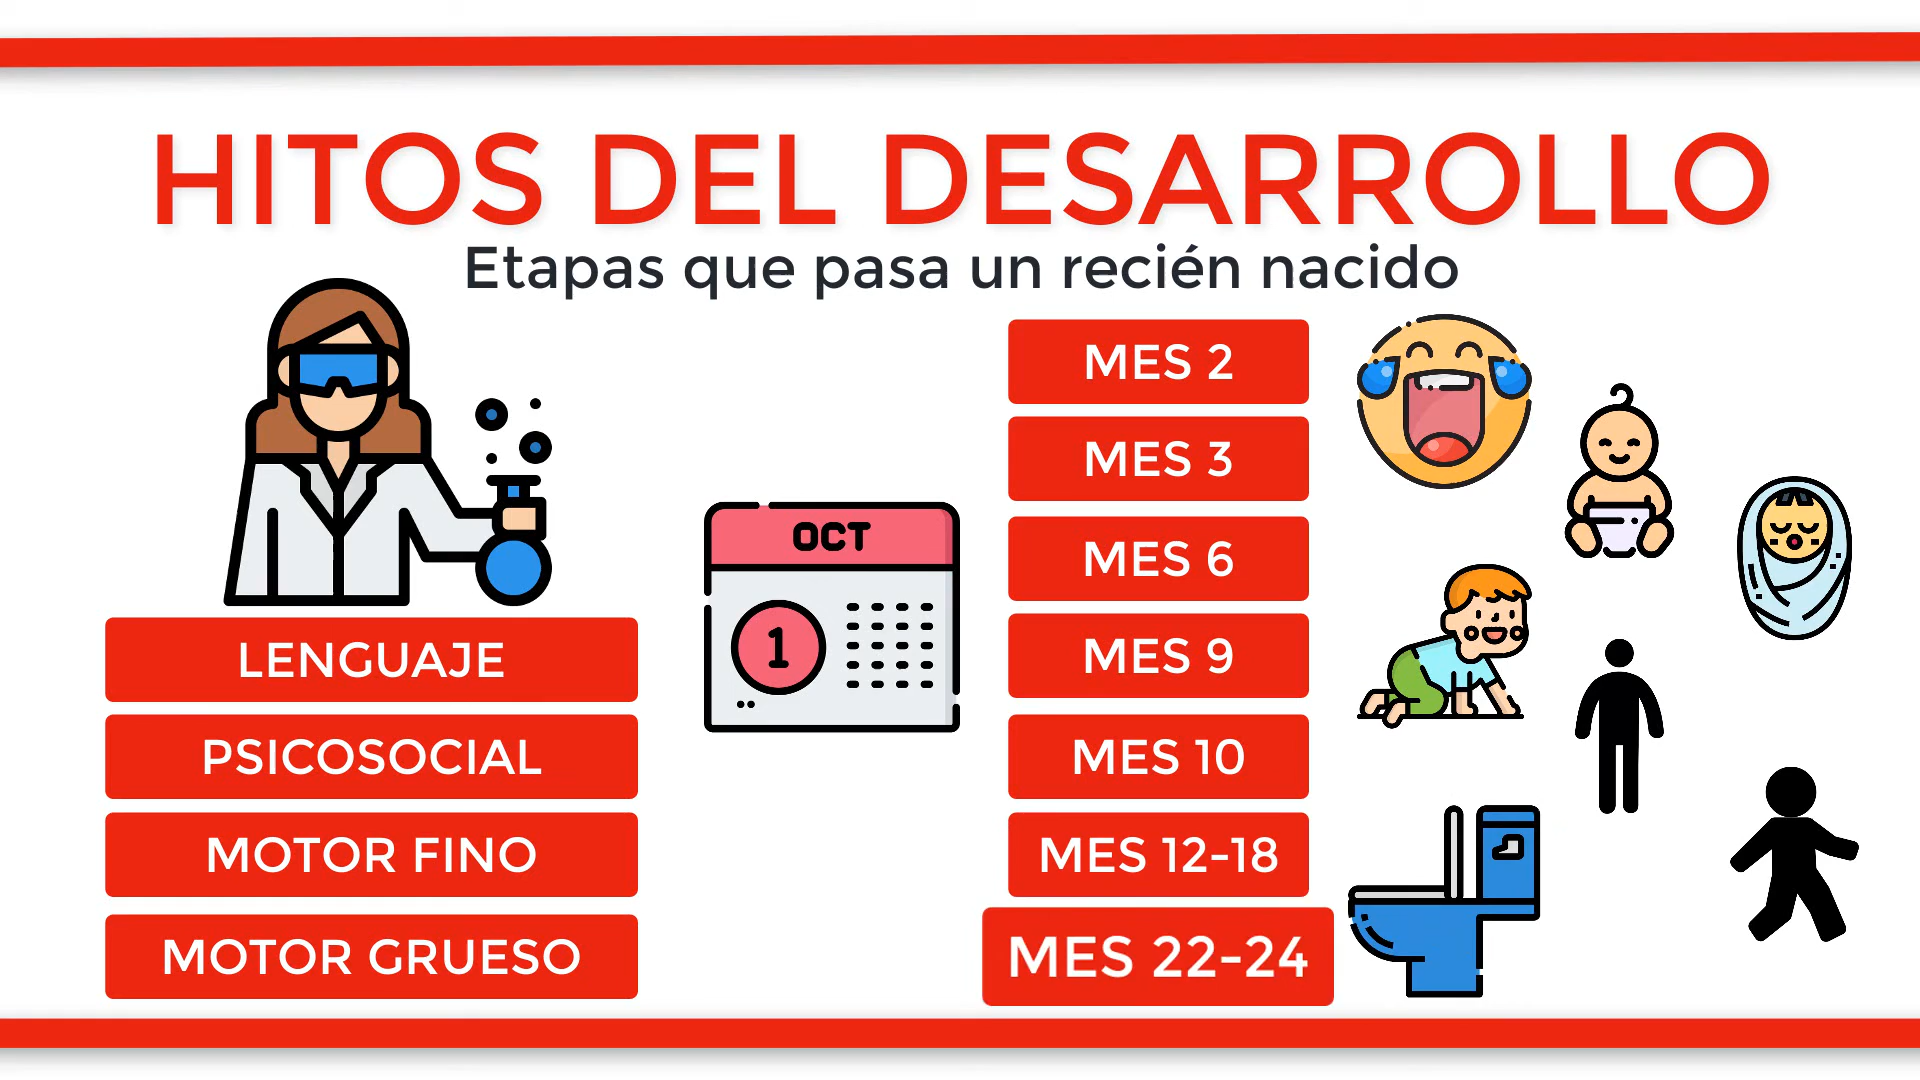 HITOS DEL DESARROLLO
Etapas que pasa un recién nacido
LENGUAJE
PSICOSOCIAL
MOTOR FINO
MOTOR GRUESO
OCT
1
MES 2
MES 3
MES 6
MES 9
MES 10
MES 12-18
MES 22-24